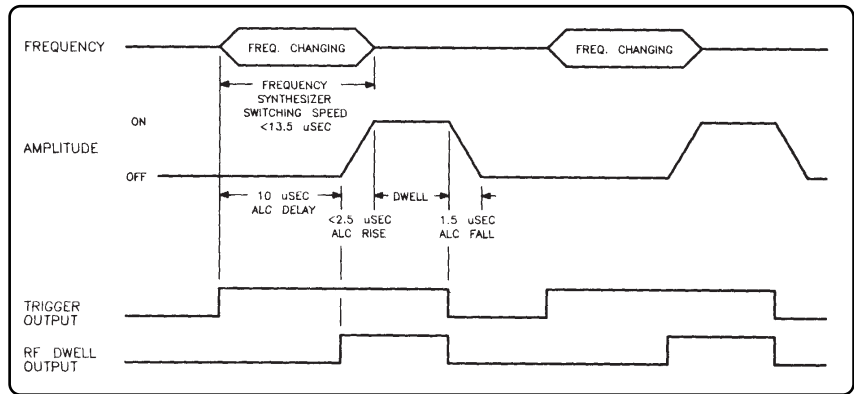 FREQUENCY
FREQ. CHANGING
FREQ. CHANGING
FREQUENCY
SYNTHESIZER
SWITCHING SPEED
<13.5 uSEC
ON
AMPLITUDE
OFF
10 uSEC
ALC DELAY
<2.5 uSEC
ALC RISE
DWELL
1.5 uSEC
ALC FALL
TRIGGER
OUTPUT
RF DWELL
OUTPUT